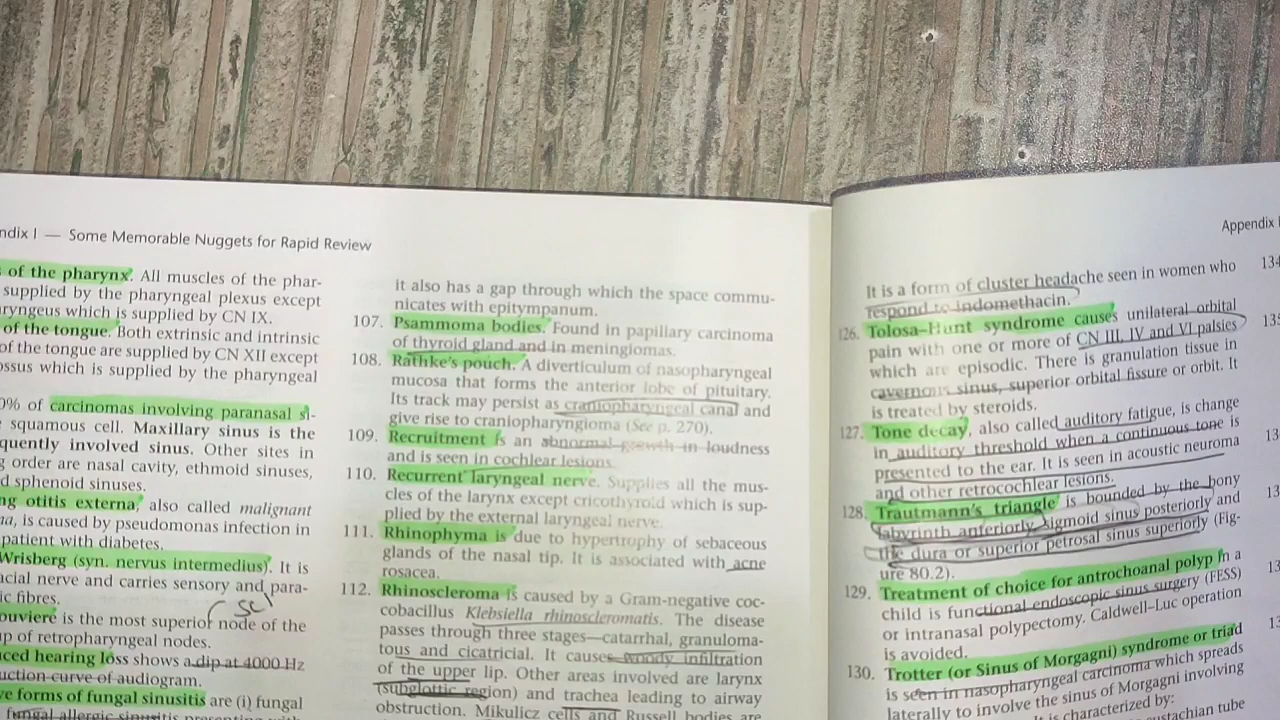 ndix I — Some Memorable Nuggets for Rapid Review
of the pharynx. All muscles of the phar-
supplied by the pharyngeal plexus except
ryngeus which is supplied by CN IX.
of the tongue. Both extrinsic and intrinsic
of the tongue are supplied by CN XII except
ossus which is supplied by the pharyngeal
0% of carcinomas involving paranasal si-
squamous cell. Maxillary sinus is the
quently involved sinus. Other sites in
g order are nasal cavity, ethmoid sinuses,
d sphenoid sinuses.
ng otitis externa, also called malignant
na, is caused by pseudomonas infection in
patient with diabetes.
Wrisberg (syn. nervus intermedius). It is
acial nerve and carries sensory and para-
ic fibres.
ouviere is the most superior node of the
up of retropharyngeal nodes.
ced hearing loss shows a dip at 4000 Hz
uction curve of audiogram.
ve forms of fungal sinusitis are (i) fungal
fungal allergic sinusitis presenting with
it also has a gap through which the space commu-
nicates with epitympanum.
107. Psammoma bodies. Found in papillary carcinoma
of thyroid gland and in meningiomas.
108. Rathke's pouch. A diverticulum of nasopharyngeal
mucosa that forms the anterior lobe of pituitary.
Its track may persist as craniopharyngeal canal and
give rise to craniopharyngioma (See p. 270).
109. Recruitment is an abnormal growth in loudness
and is seen in cochlear lesions.
110. Recurrent laryngeal nerve. Supplies all the mus-
cles of the larynx except cricothyroid which is sup-
plied by the external laryngeal nerve.
111. Rhinophyma is due to hypertrophy of sebaceous
glands of the nasal tip. It is associated with acne
rosacea.
112. Rhinoscleroma is caused by a Gram-negative coc-
cobacillus Klebsiella rhinoscleromatis. The disease
passes through three stages—catarrhal, granuloma-
tous and cicatricial. It causes woody infiltration
of the upper lip. Other areas involved are larynx
(subglottic region) and trachea leading to airway
obstruction. Mikulicz cells and Russell bodies are
Appendix I
It is a form of cluster headache seen in women who
respond to indomethacin.
126. Tolosa–Hunt syndrome causes unilateral orbital
pain with one or more of CN III, IV and VI palsies
which are episodic. There is granulation tissue in
cavernous sinus, superior orbital fissure or orbit. It
is treated by steroids.
127. Tone decay, also called auditory fatigue, is change
in auditory threshold when a continuous tone is
presented to the ear. It is seen in acoustic neuroma
and other retrocochlear lesions.
128. Trautmann's triangle is bounded by the bony
labyrinth anteriorly, sigmoid sinus posteriorly and
the dura or superior petrosal sinus superiorly (Fig-
ure 80.2).
129. Treatment of choice for antrochoanal polyp in a
child is functional endoscopic sinus surgery (FESS)
or intranasal polypectomy. Caldwell–Luc operation
is avoided.
130. Trotter (or Sinus of Morgagni) syndrome or triad
is seen in nasopharyngeal carcinoma which spreads
laterally to involve the sinus of Morgagni involving
It is characterized by:
eustachian tube
134